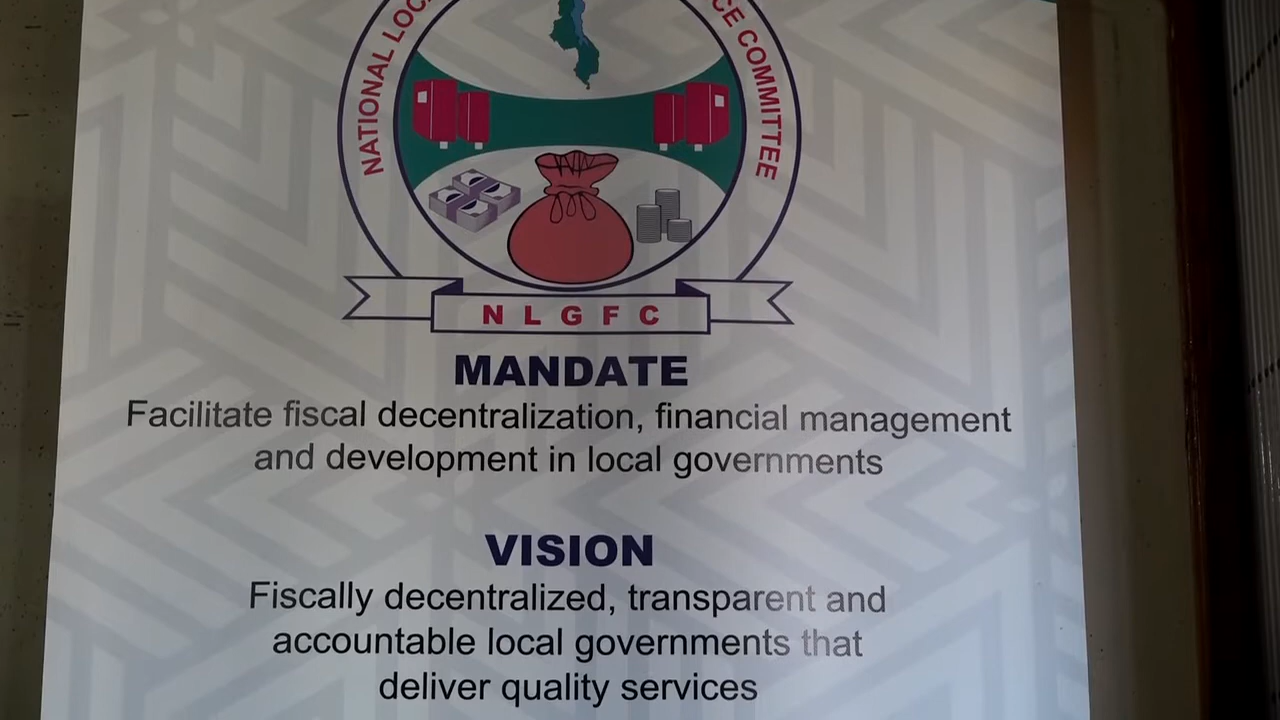 NATIONAL LOC
CE COMMITTEE
NLGFC
MANDATE
Facilitate fiscal decentralization, financial management
and development in local governments
VISION
Fiscally decentralized, transparent and
accountable local governments that
deliver quality services